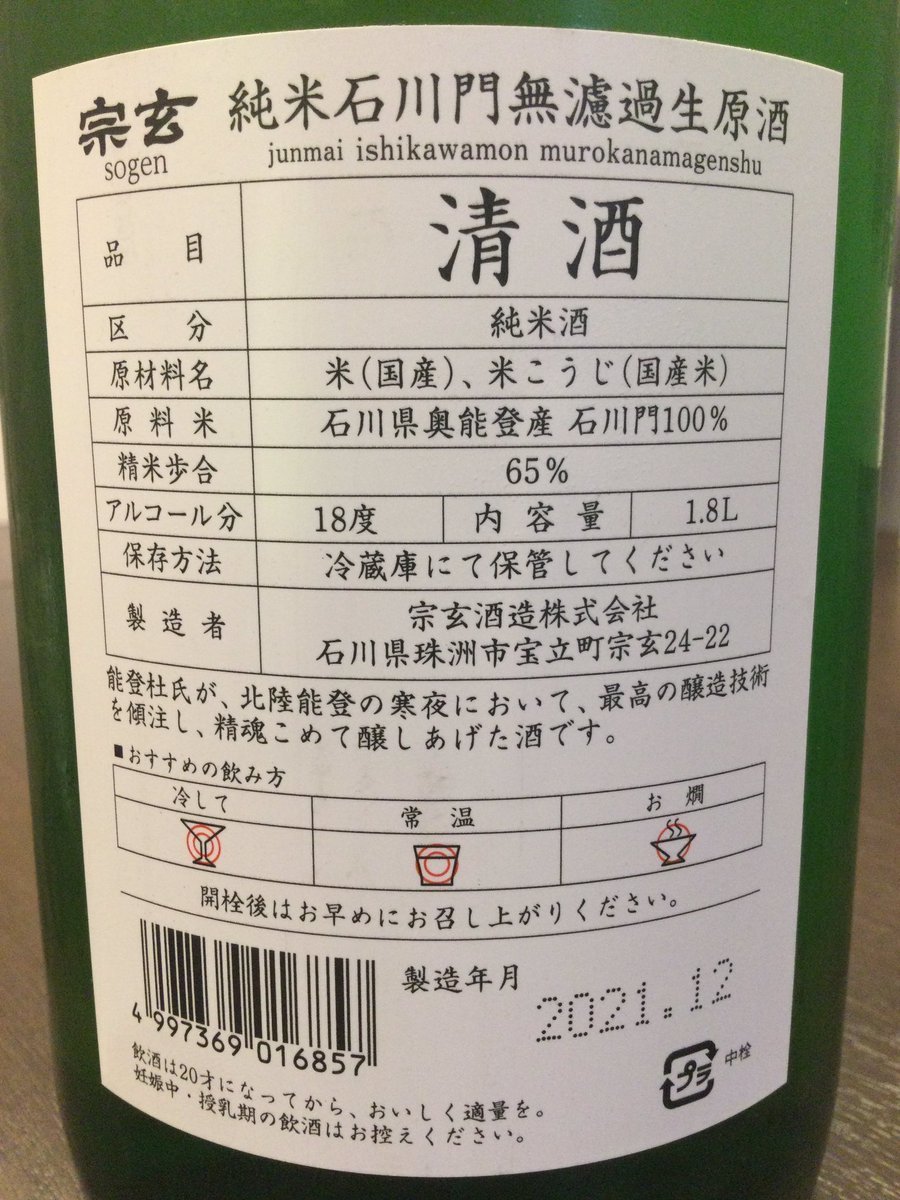 宗玄 純米石川門無濾過生原酒
sogen junmai ishikawamon murokanamagenshu
品目 清酒
区分 純米酒
原材料名 米(国産)、米こうじ(国産米)
原料米 石川県奥能登産 石川門100%
精米歩合 65%
アルコール分 18度 内容量 1.8L
保存方法 冷蔵庫にて保管してください
製造者 宗玄酒造株式会社
石川県珠洲市宝立町宗玄24-22
能登杜氏が、北陸能登の寒夜において、最高の醸造技術
を傾注し、精魂こめて醸しあげた酒です。
■おすすめの飲み方
冷して 常温 お燗
開栓後はお早めにお召し上がりください。
製造年月 2021.12
4 997369 016857
プラ 中栓
飲酒は20才になってから、おいしく適量を。
妊娠中・授乳期の飲酒はお控えください。